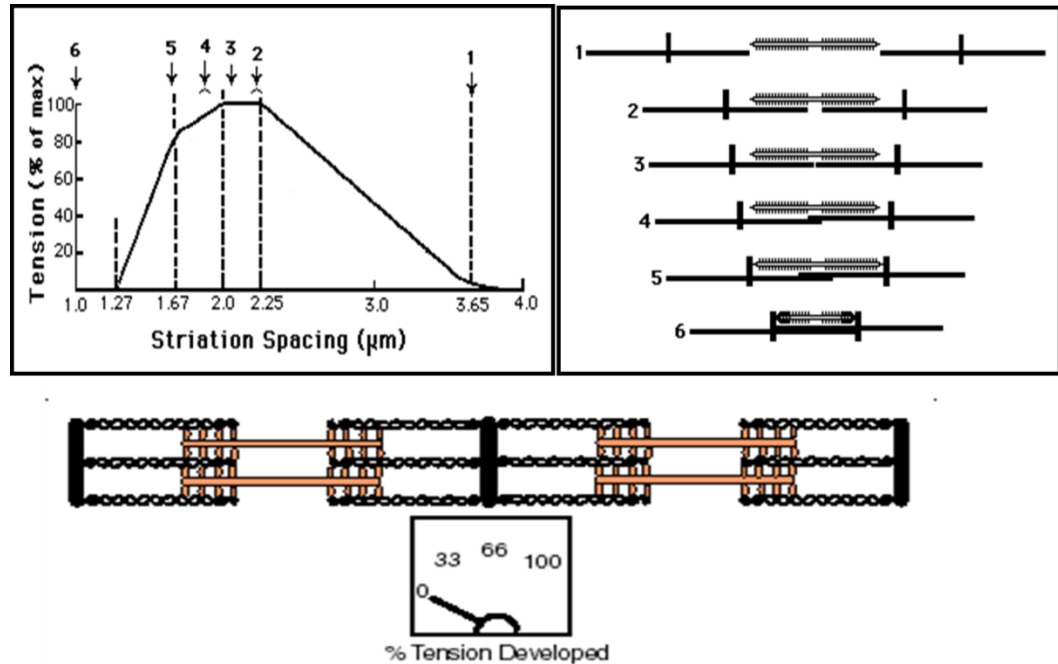 6 5 4 3 2 1
Tension (% of max)
100
80
60
40
20
1.0 1.27 1.67 2.0 2.25 3.0 3.65 4.0
Striation Spacing (μm)
1
2
3
4
5
6
33 66 100
0
% Tension Developed